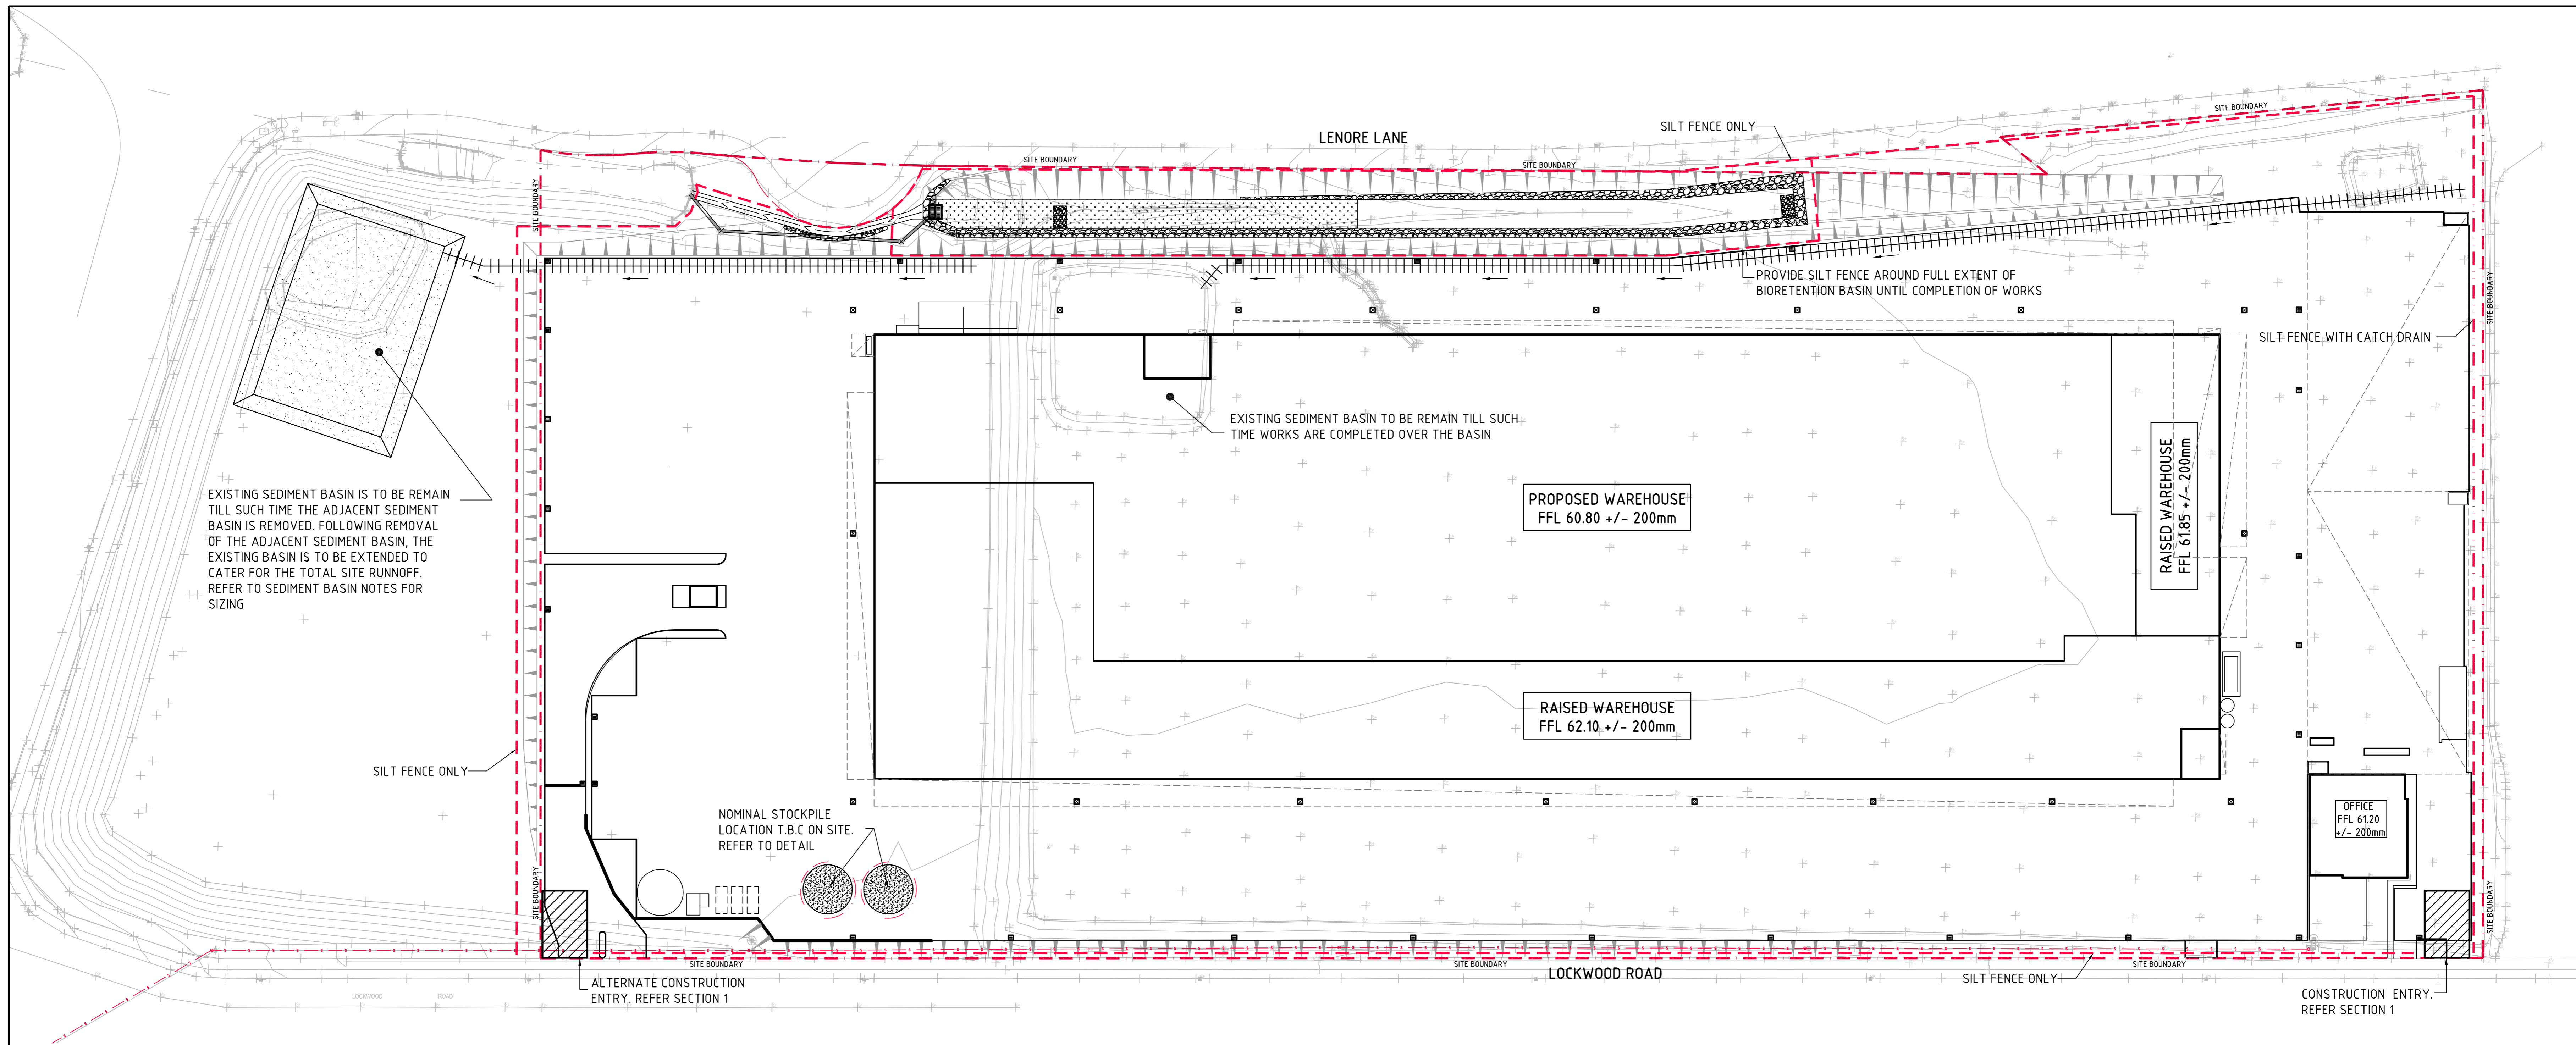 SITE BOUNDARY
LENORE LANE
SILT FENCE ONLY
SITE BOUNDARY
SITE BOUNDARY
SITE BOUNDARY
PROVIDE SILT FENCE AROUND FULL EXTENT OF
BIORETENTION BASIN UNTIL COMPLETION OF WORKS
SITE BOUNDARY
SILT FENCE WITH CATCH DRAIN
EXISTING SEDIMENT BASIN TO BE REMAIN TILL SUCH
TIME WORKS ARE COMPLETED OVER THE BASIN
EXISTING SEDIMENT BASIN IS TO BE REMAIN
TILL SUCH TIME THE ADJACENT SEDIMENT
BASIN IS REMOVED. FOLLOWING REMOVAL
OF THE ADJACENT SEDIMENT BASIN, THE
EXISTING BASIN IS TO BE EXTENDED TO
CATER FOR THE TOTAL SITE RUNNOFF.
REFER TO SEDIMENT BASIN NOTES FOR
SIZING
PROPOSED WAREHOUSE
FFL 60.80 +/- 200mm
RAISED WAREHOUSE
FFL 61.85 +/- 200mm
RAISED WAREHOUSE
FFL 62.10 +/- 200mm
SILT FENCE ONLY
NOMINAL STOCKPILE
LOCATION T.B.C ON SITE.
REFER TO DETAIL
OFFICE
FFL 61.20
+/- 200mm
SITE BOUNDARY
SITE BOUNDARY
SITE BOUNDARY
SITE BOUNDARY
SITE BOUNDARY
LOCKWOOD ROAD
SILT FENCE ONLY
ALTERNATE CONSTRUCTION
ENTRY. REFER SECTION 1
CONSTRUCTION ENTRY.
REFER SECTION 1
LOCKWOOD ROAD